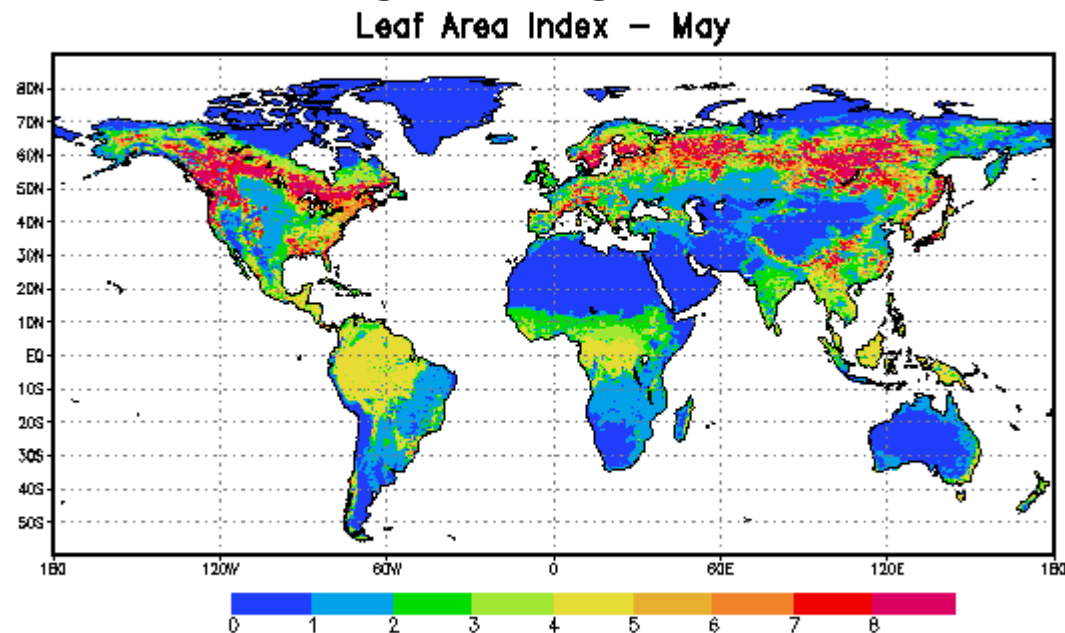 Leaf Area Index – May
80N
70N
60N
50N
40N
30N
20N
10N
EQ
10S
20S
30S
40S
50S
180 120W 60W 0 60E 120E 180
0 1 2 3 4 5 6 7 8